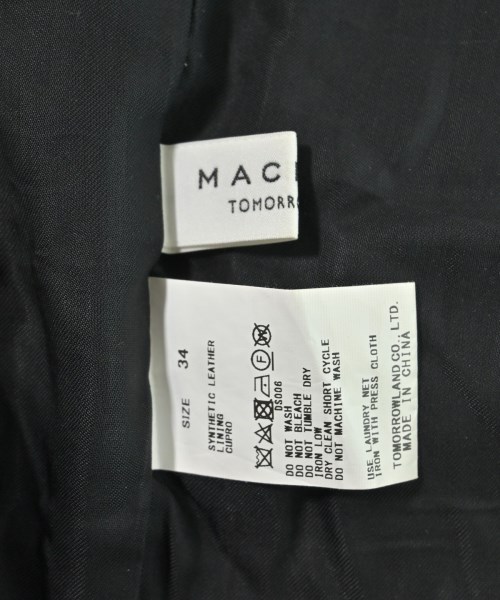 MAC
TOMORR
SIZE 34
SYNTHETIC LEATHER
LINING
CUPRO
DS006
DO NOT WASH
DO NOT BLEACH
DO NOT TUMBLE DRY
IRON LOW
DRY CLEAN SHORT CYCLE
DO NOT MACHINE WASH
USE LAUNDRY NET
IRON WITH PRESS CLOTH
TOMORROWLAND CO., LTD.
MADE IN CHINA